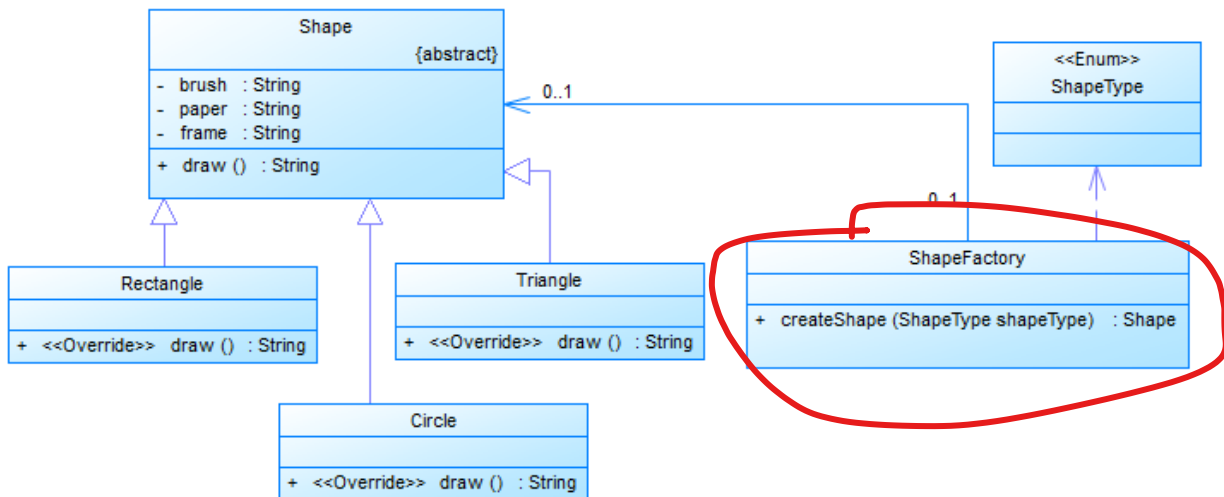 Shape
{abstract}
- brush : String
- paper : String
- frame : String
+ draw () : String
0..1
<<Enum>>
ShapeType
0..1
ShapeFactory
+ createShape (ShapeType shapeType) : Shape
Rectangle
+ <<Override>> draw () : String
Triangle
+ <<Override>> draw () : String
Circle
+ <<Override>> draw () : String